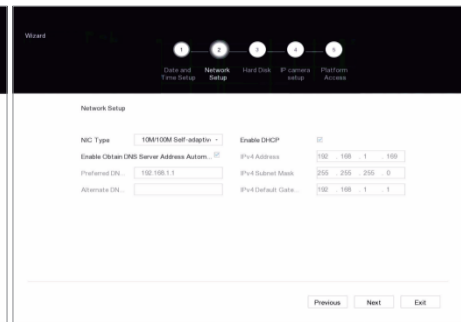 Wizard
1 2 3 4 5
Date and Time Setup
Network Setup
Hard Disk
IP camera setup
Platform Access
Network Setup
NIC Type 10M/100M Self-adaptiv
Enable DHCP
Enable Obtain DNS Server Address Autom...
IPv4 Address 192 . 168 . 1 . 168
Preferred DN... 192.168.1.1
IPv4 Subnet Mask 255 . 255 . 255 . 0
Alternate DN...
IPv4 Default Gate... 192 . 168 . 1 . 1
Previous Next Exit